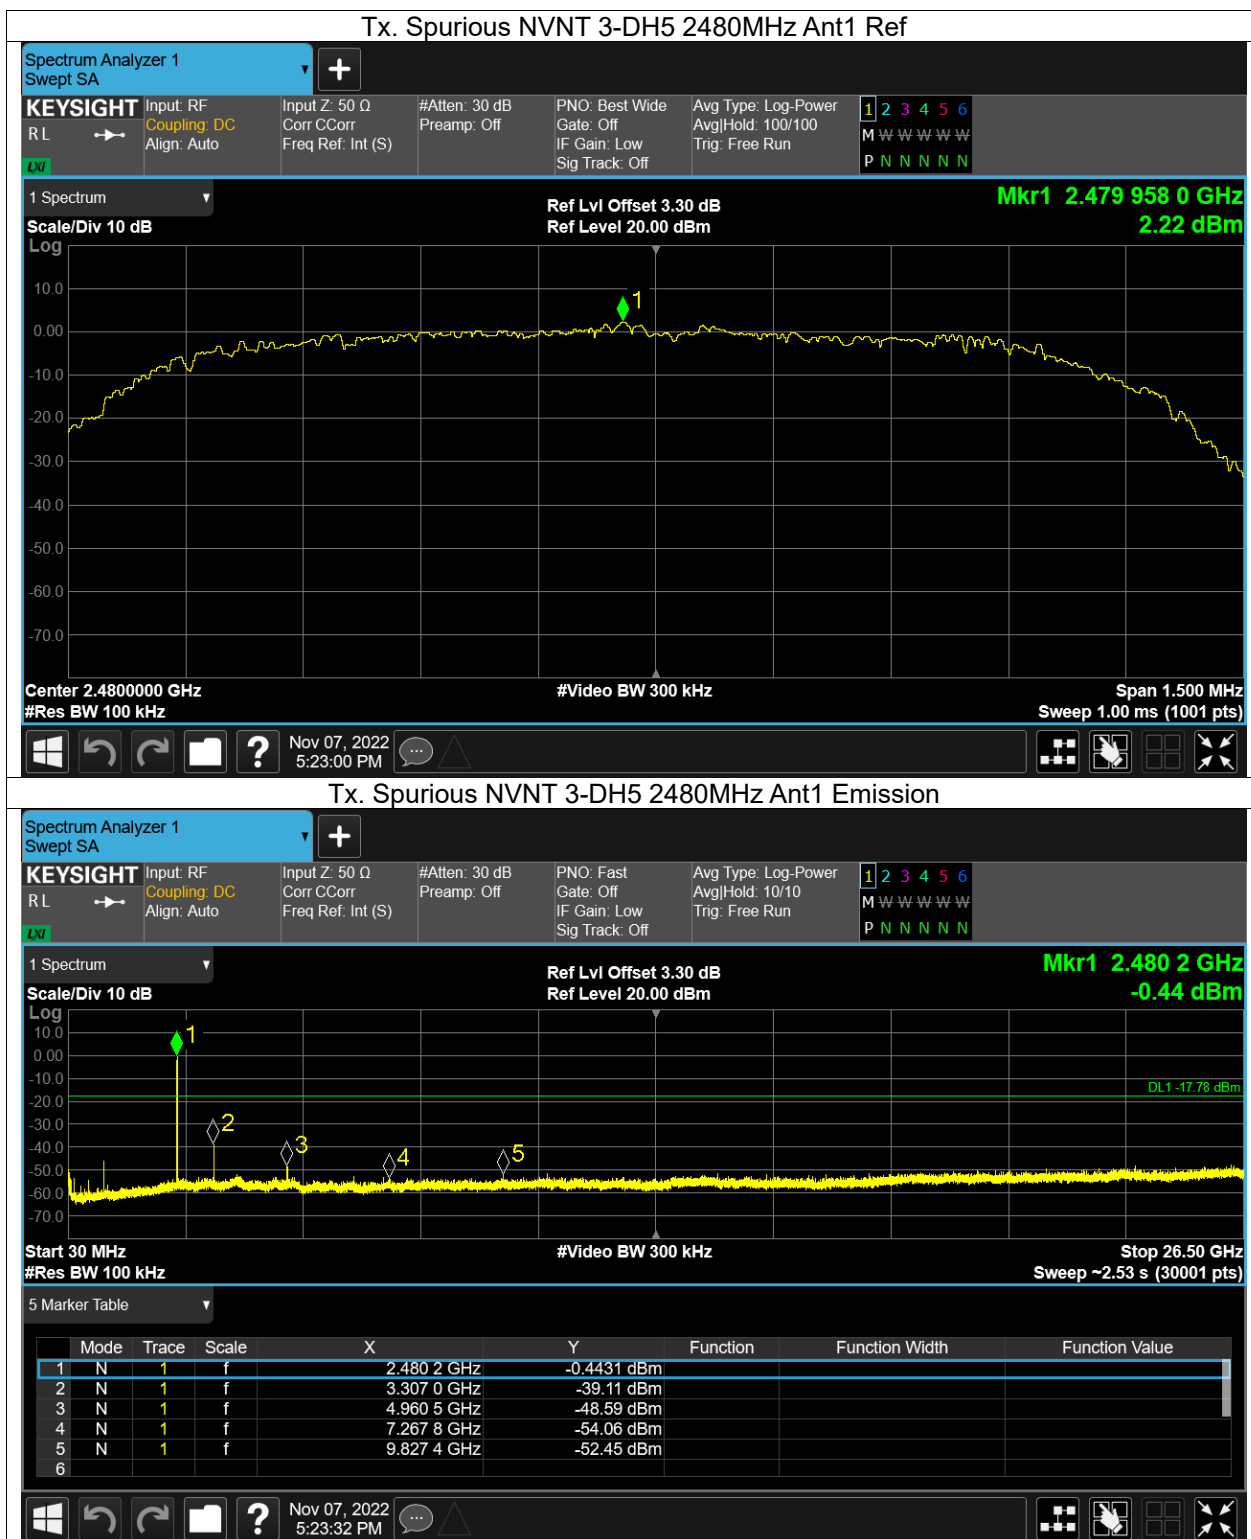 Tx. Spurious NVNT 3-DH5 2480MHz Ant1 Ref
Spectrum Analyzer 1
Swept SA
+
KEYSIGHT
R L
LXI
Input: RF
Coupling: DC
Align: Auto
Input Z: 50 Ω
Corr CCorr
Freq Ref: Int (S)
#Atten: 30 dB
Preamp: Off
PNO: Best Wide
Gate: Off
IF Gain: Low
Sig Track: Off
Avg Type: Log-Power
Avg|Hold: 100/100
Trig: Free Run
1 2 3 4 5 6
M W W W W W
P N N N N N
1 Spectrum
Scale/Div 10 dB
Ref Lvl Offset 3.30 dB
Ref Level 20.00 dBm
Mkr1 2.479 958 0 GHz
2.22 dBm
Log
10.0
0.00
-10.0
-20.0
-30.0
-40.0
-50.0
-60.0
-70.0
1
Center 2.4800000 GHz
#Res BW 100 kHz
#Video BW 300 kHz
Span 1.500 MHz
Sweep 1.00 ms (1001 pts)
?
Nov 07, 2022
5:23:00 PM
Tx. Spurious NVNT 3-DH5 2480MHz Ant1 Emission
Spectrum Analyzer 1
Swept SA
+
KEYSIGHT
R L
LXI
Input: RF
Coupling: DC
Align: Auto
Input Z: 50 Ω
Corr CCorr
Freq Ref: Int (S)
#Atten: 30 dB
Preamp: Off
PNO: Fast
Gate: Off
IF Gain: Low
Sig Track: Off
Avg Type: Log-Power
Avg|Hold: 10/10
Trig: Free Run
1 2 3 4 5 6
M W W W W W
P N N N N N
1 Spectrum
Scale/Div 10 dB
Ref Lvl Offset 3.30 dB
Ref Level 20.00 dBm
Mkr1 2.480 2 GHz
-0.44 dBm
Log
10.0
0.00
-10.0
-20.0
-30.0
-40.0
-50.0
-60.0
-70.0
1
2
3
4
5
DL1 -17.78 dBm
Start 30 MHz
#Res BW 100 kHz
#Video BW 300 kHz
Stop 26.50 GHz
Sweep ~2.53 s (30001 pts)
5 Marker Table
Mode Trace Scale X Y Function Function Width Function Value
1 N 1 f 2.480 2 GHz -0.4431 dBm
2 N 1 f 3.307 0 GHz -39.11 dBm
3 N 1 f 4.960 5 GHz -48.59 dBm
4 N 1 f 7.267 8 GHz -54.06 dBm
5 N 1 f 9.827 4 GHz -52.45 dBm
6
?
Nov 07, 2022
5:23:32 PM